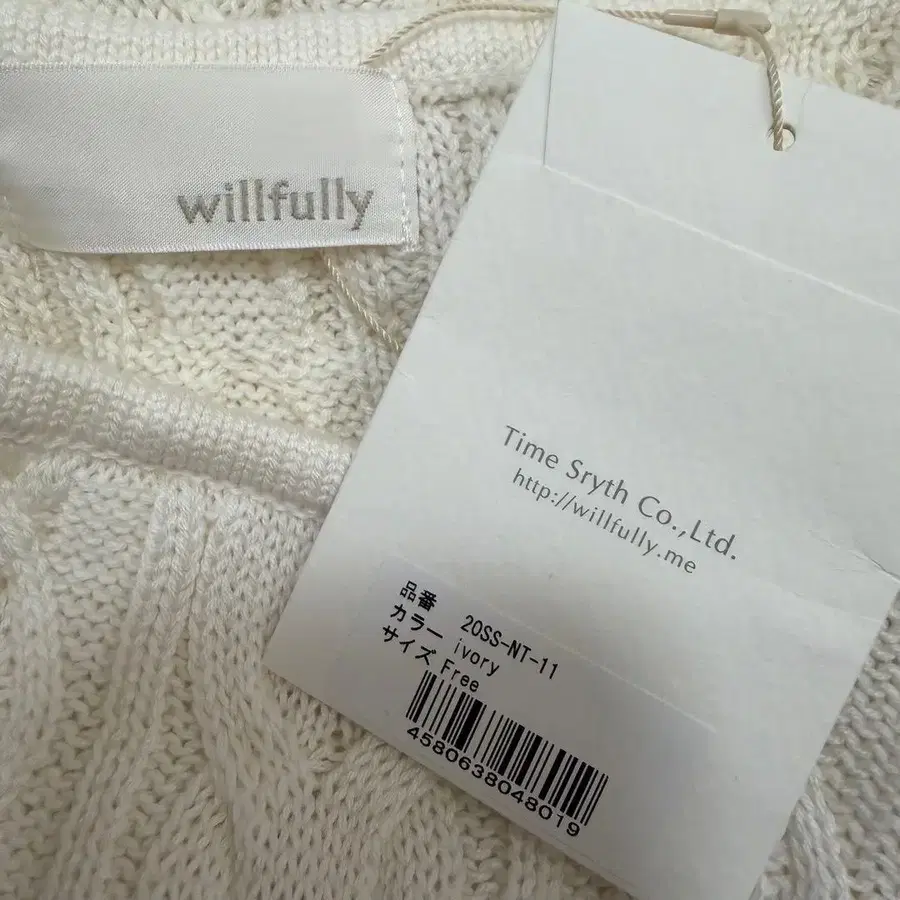 willfully
Time Sryth Co.,Ltd.
http://willfully.me
品番 20SS-NT-11
カラー ivory
サイズ Free
4580638048019